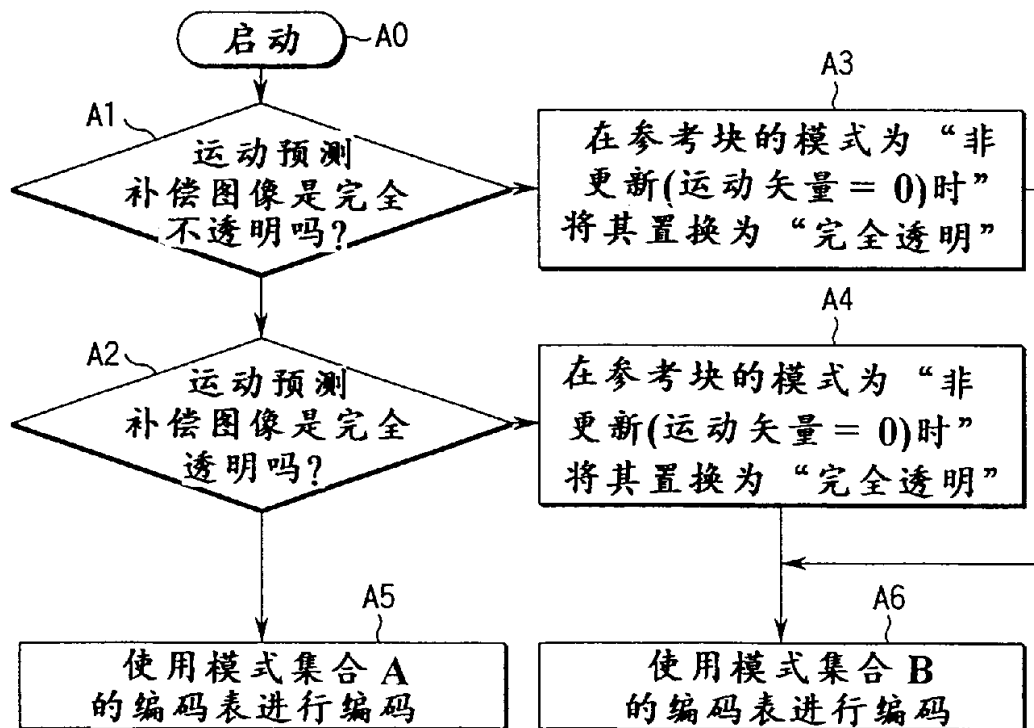 启动
A0
A1
运动预测
补偿图像是完全
不透明吗?
A3
在参考块的模式为“非
更新(运动矢量= 0)时”
将其置换为“完全透明”
A2
运动预测
补偿图像是完全
透明吗?
A4
在参考块的模式为“非
更新(运动矢量= 0)时”
将其置换为“完全透明”
A5
使用模式集合 A
的编码表进行编码
A6
使用模式集合 B
的编码表进行编码